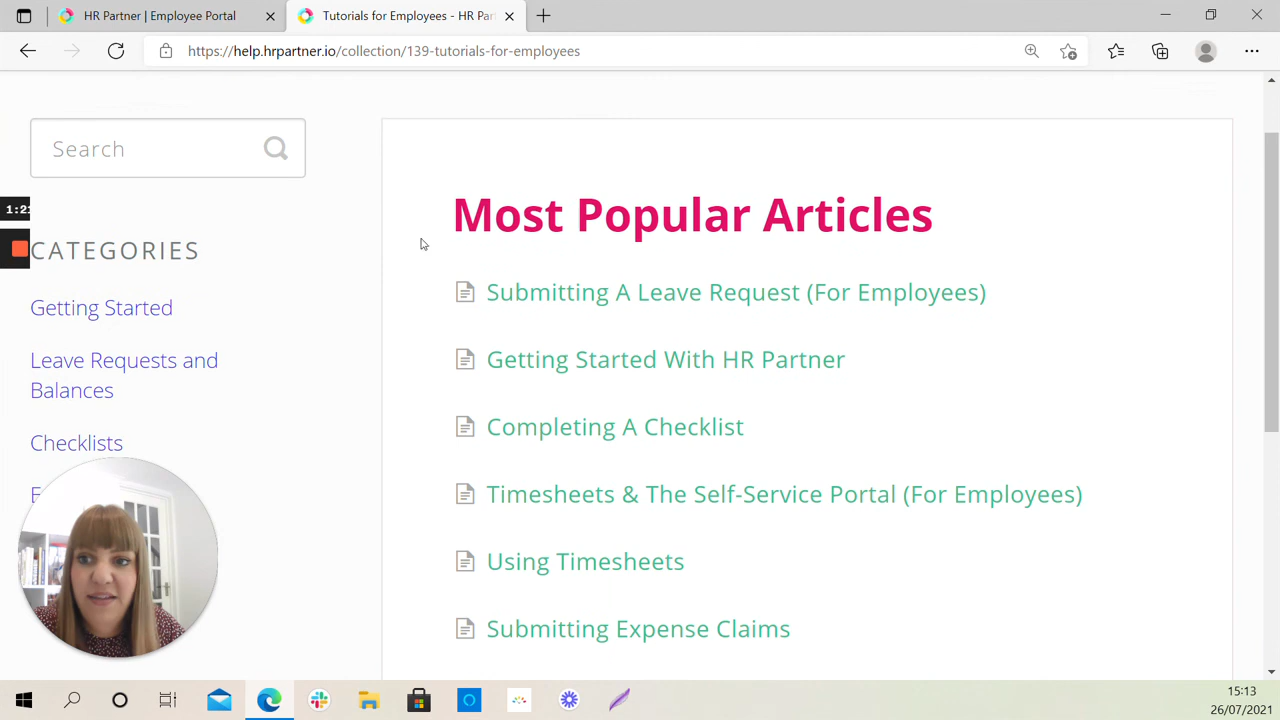 HR Partner | Employee Portal
Tutorials for Employees - HR Par
https://help.hrpartner.io/collection/139-tutorials-for-employees
Search
1:2
CATEGORIES
Getting Started
Leave Requests and
Balances
Checklists
E
Most Popular Articles
Submitting A Leave Request (For Employees)
Getting Started With HR Partner
Completing A Checklist
Timesheets & The Self-Service Portal (For Employees)
Using Timesheets
Submitting Expense Claims
15:13
26/07/2021